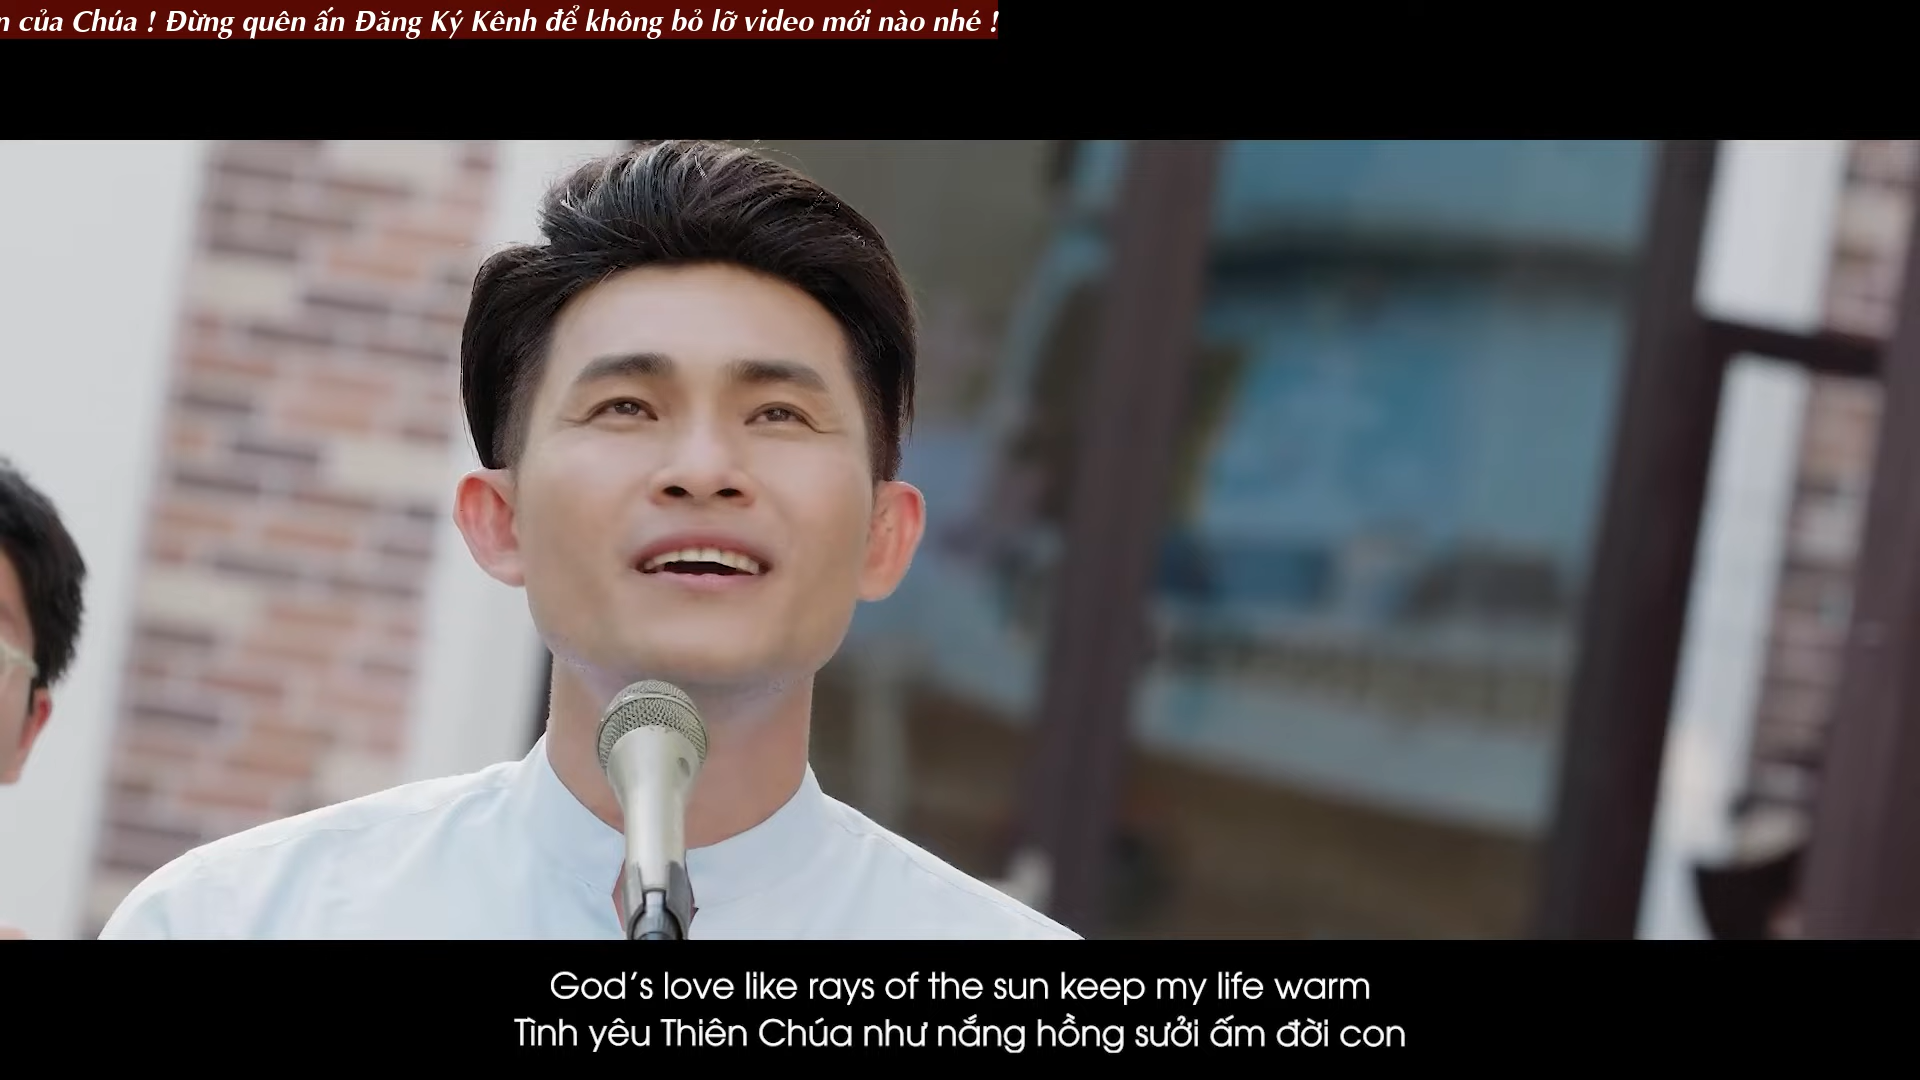 của Chúa ! Đừng quên ấn Đăng Ký Kênh để không bỏ lỡ video mới nào nhé !
God's love like rays of the sun keep my life warm
Tình yêu Thiên Chúa như nắng hồng sưởi ấm đời con